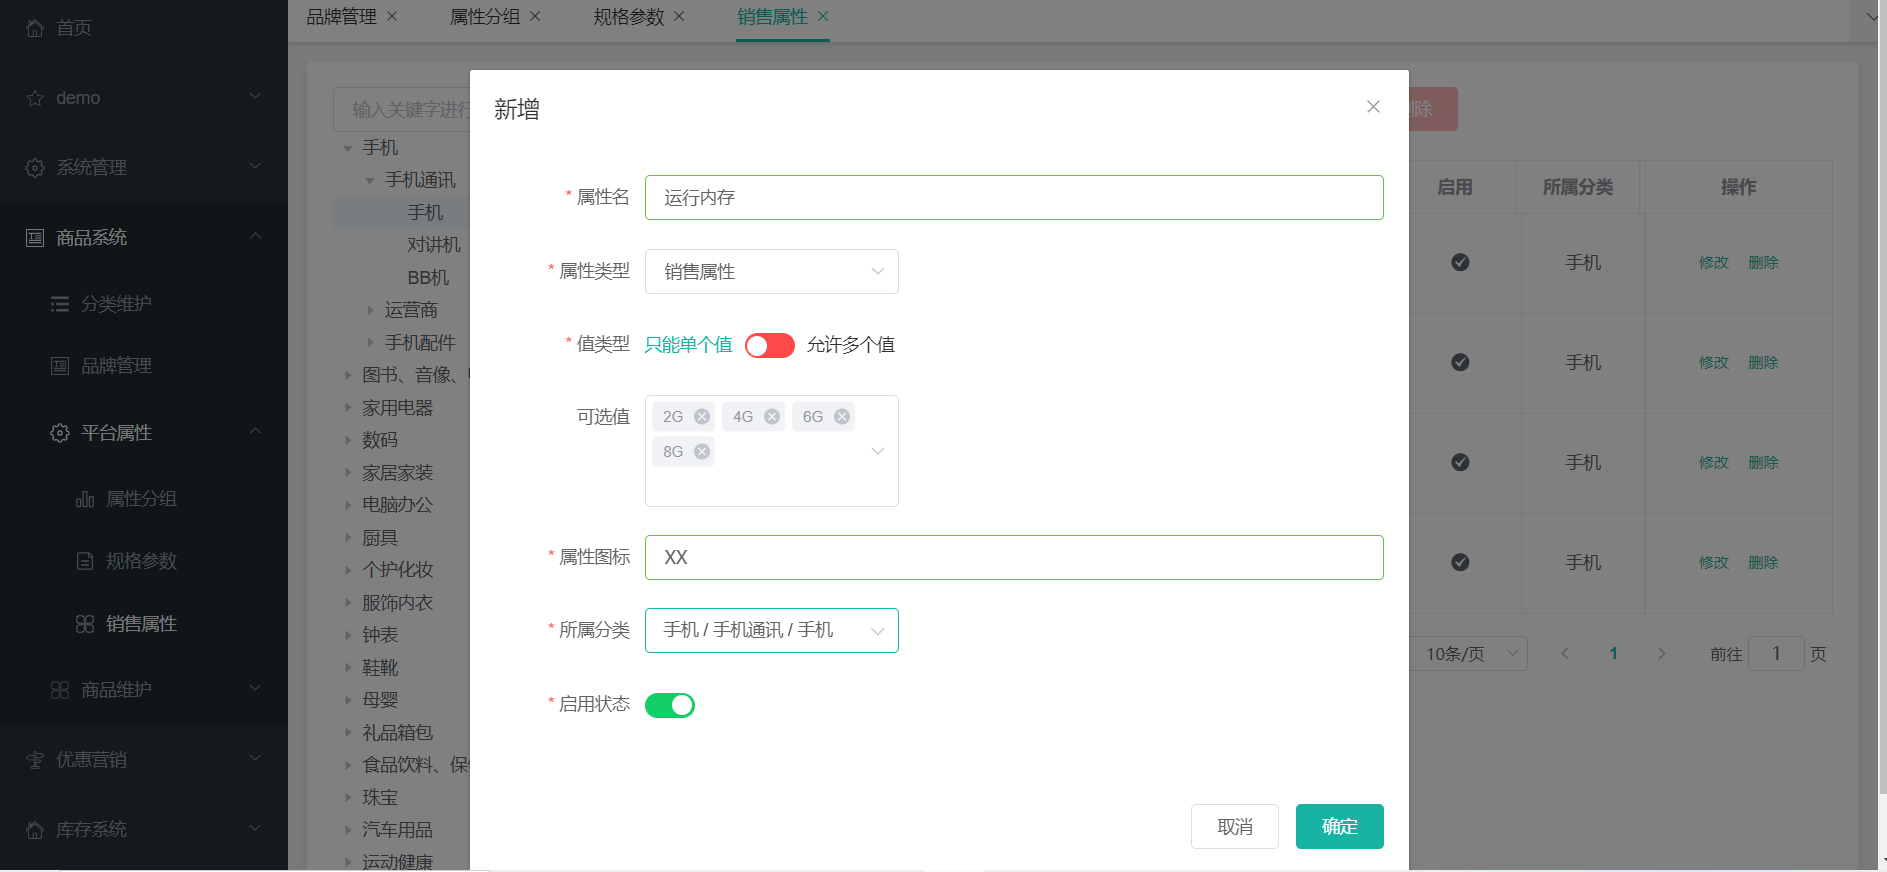 首页
demo
系统管理
商品系统
分类维护
品牌管理
平台属性
属性分组
规格参数
销售属性
商品维护
优惠营销
库存系统
品牌管理
属性分组
规格参数
销售属性
输入关键字进行
手机
手机通讯
手机
对讲机
BB机
运营商
手机配件
图书、音像、
家用电器
数码
家居家装
电脑办公
厨具
个护化妆
服饰内衣
钟表
鞋靴
母婴
礼品箱包
食品饮料、保
珠宝
汽车用品
运动健康
新增
* 属性名 运行内存
* 属性类型 销售属性
* 值类型 只能单个值 允许多个值
可选值 2G 4G 6G
8G
* 属性图标 XX
* 所属分类 手机 / 手机通讯 / 手机
* 启用状态
取消 确定
除
启用 所属分类 操作
手机 修改 删除
手机 修改 删除
手机 修改 删除
手机 修改 删除
10条/页 1 前往 1 页